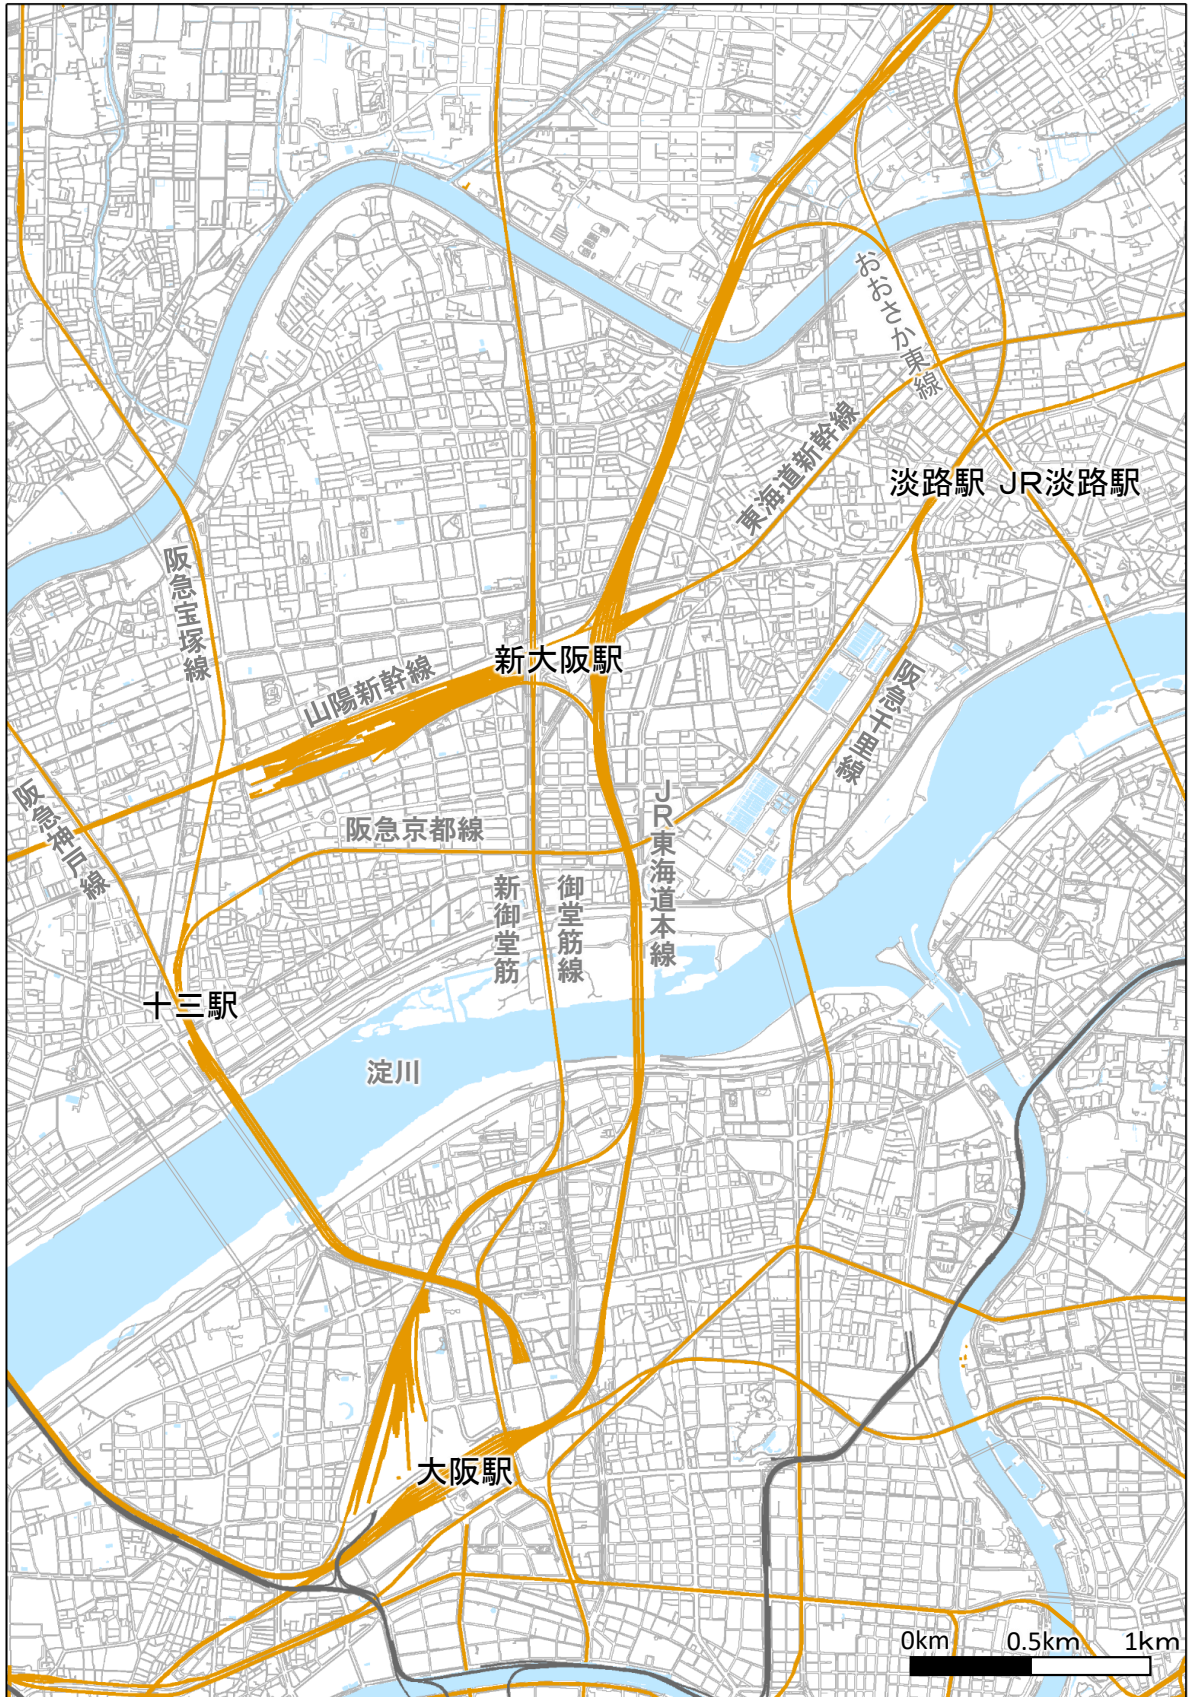 おおさか東線
東海道新幹線
淡路駅
JR淡路駅
阪急宝塚線
新大阪駅
山陽新幹線
阪急千里線
阪急神戸線
阪急京都線
JR東海道本線
新御堂筋
御堂筋線
十三駅
淀川
大阪駅
0km 0.5km 1km